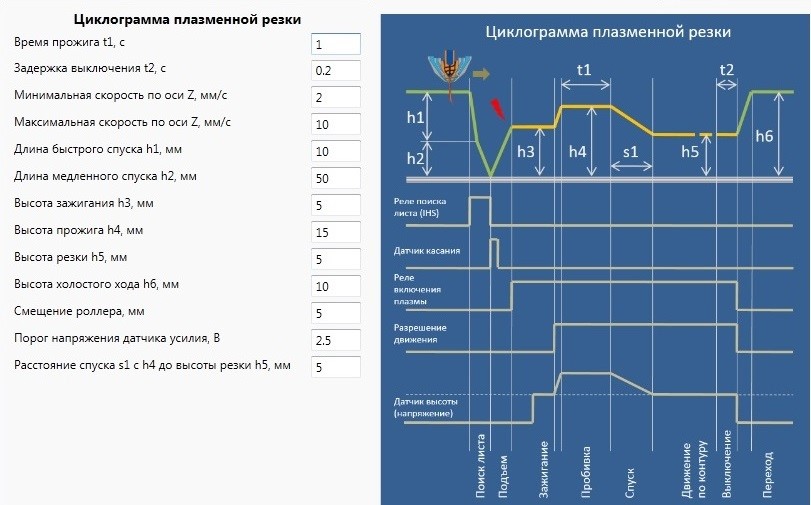 Циклограмма плазменной резки
Время прожига t1, с
1
Задержка выключения t2, с
0.2
Минимальная скорость по оси Z, мм/с
2
Максимальная скорость по оси Z, мм/с
10
Длина быстрого спуска h1, мм
10
Длина медленного спуска h2, мм
50
Высота зажигания h3, мм
5
Высота прожига h4, мм
15
Высота резки h5, мм
5
Высота холостого хода h6, мм
10
Смещение роллера, мм
5
Порог напряжения датчика усилия, В
2.5
Расстояние спуска s1 с h4 до высоты резки h5, мм
5
Циклограмма плазменной резки
t1
t2
h1
h2
h3
h4
s1
h5
h6
Реле поиска
листа (IHS)
Датчик касания
Реле
включения
плазмы
Разрешение
движения
Датчик высоты
(напряжение)
Поиск листа
Подъем
Зажигание
Пробивка
Спуск
Движение
по контуру
Выключение
Переход